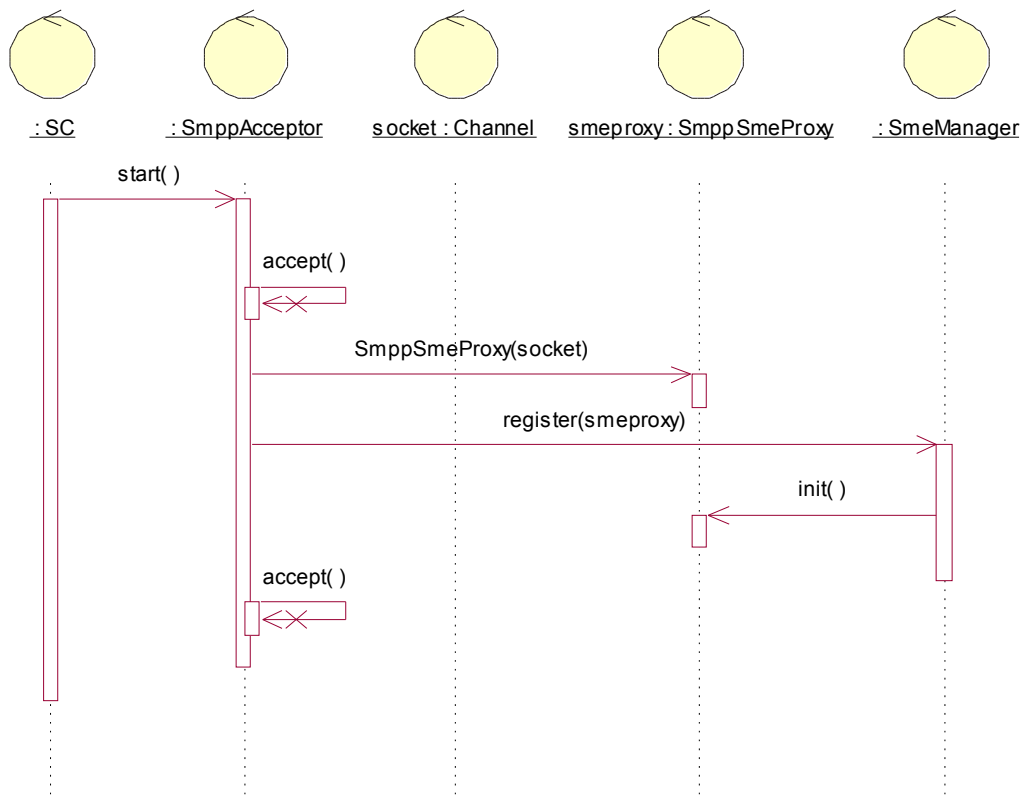 : SC
: SmppAcceptor
socket : Channel
smeproxy : SmppSmeProxy
: SmeManager
start( )
accept( )
SmppSmeProxy(socket)
register(smeproxy)
init( )
accept( )